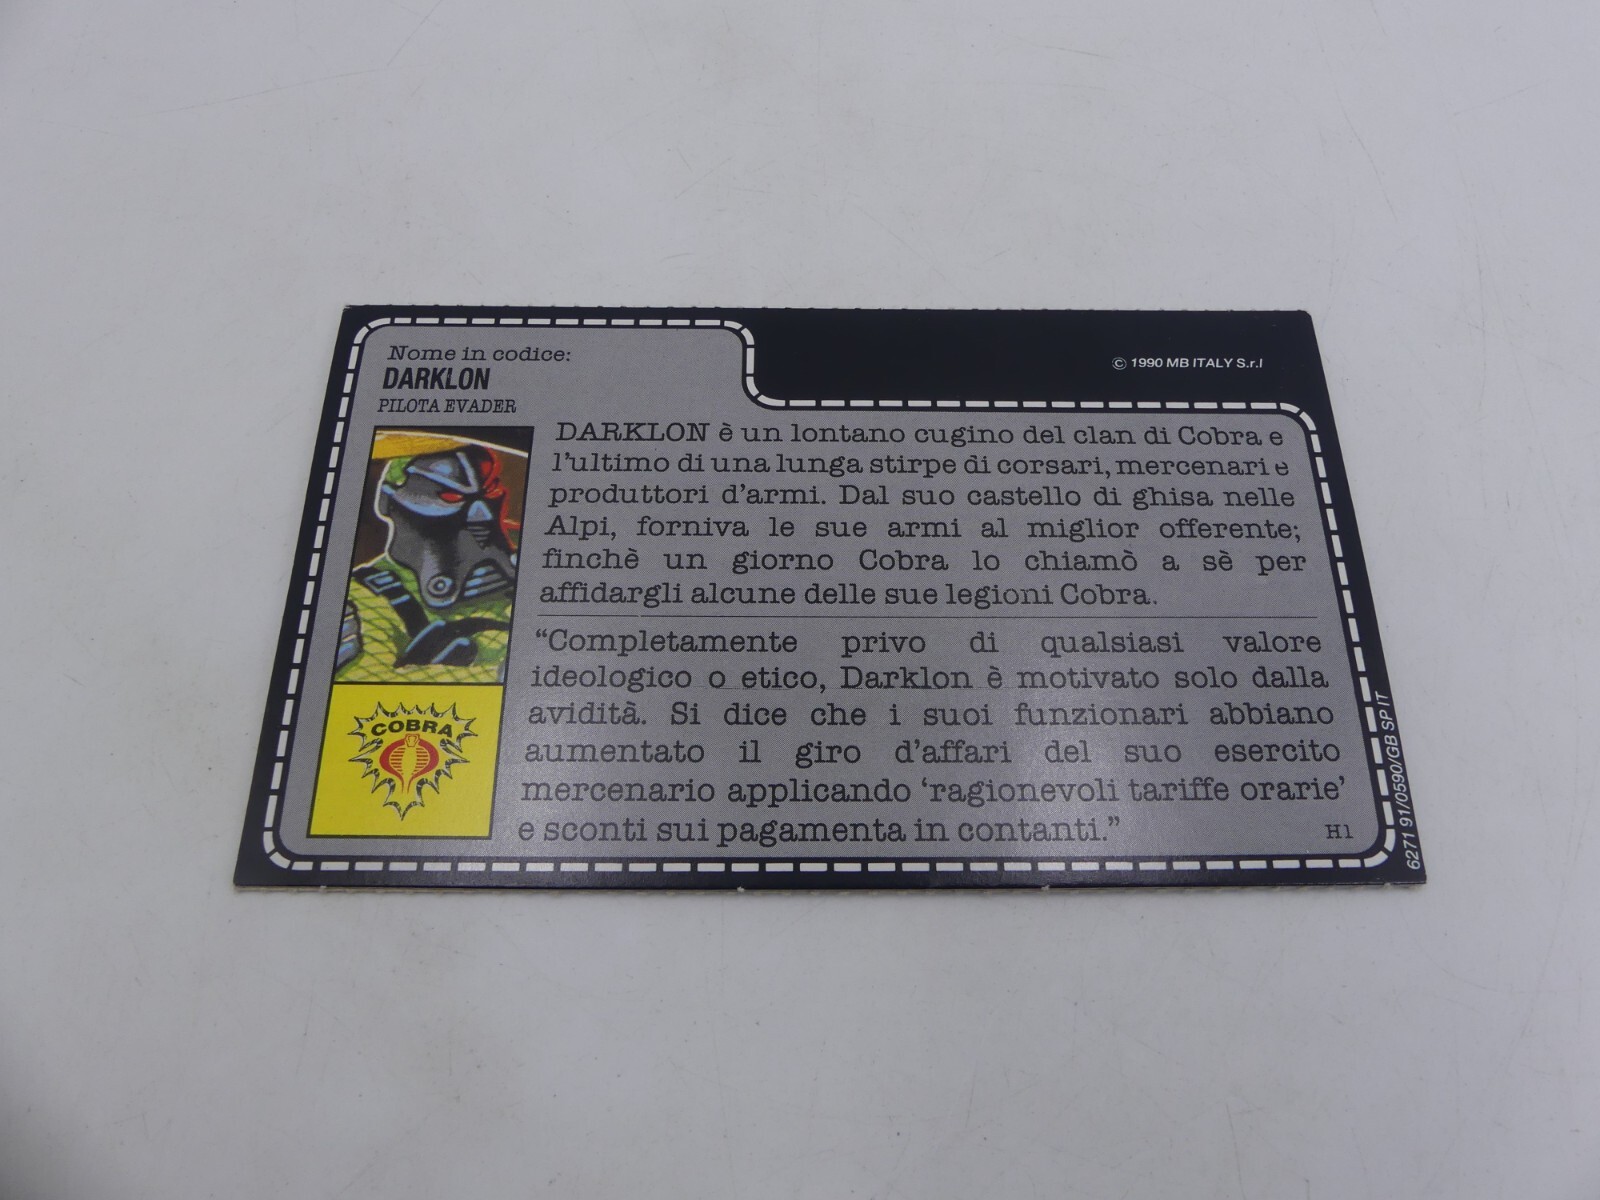 Nome in codice:
DARKLON
PILOTA EVADER
© 1990 MB ITALY S.r.l
DARKLON è un lontano cugino del clan di Cobra e
l'ultimo di una lunga stirpe di corsari, mercenari e
produttori d'armi. Dal suo castello di ghisa nelle
Alpi, forniva le sue armi al miglior offerente;
finchè un giorno Cobra lo chiamò a sè per
affidargli alcune delle sue legioni Cobra.
“Completamente privo di qualsiasi valore
ideologico o etico, Darklon è motivato solo dalla
avidità. Si dice che i suoi funzionari abbiano
aumentato il giro d'affari del suo esercito
mercenario applicando ‘ragionevoli tariffe orarie’
e sconti sui pagamenta in contanti.”
H1
COBRA
6271 91/0590/GB SP IT